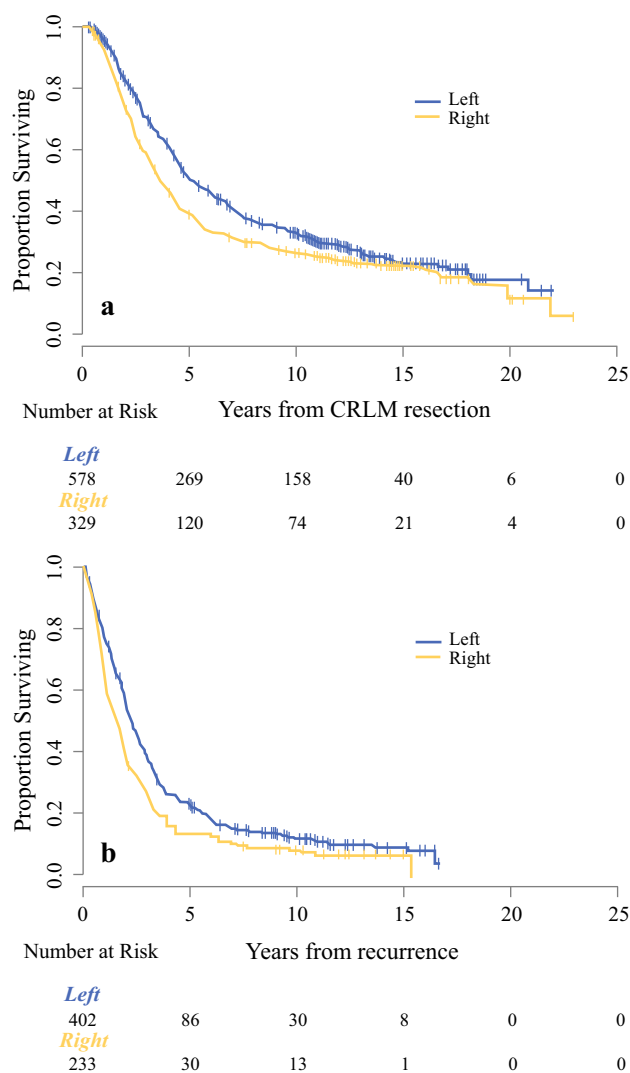 1.0
0.8
0.6
0.4
0.2
0.0
Proportion Surviving
Left
Right
a
0 5 10 15 20 25
Number at Risk Years from CRLM resection
Left
578 269 158 40 6 0
Right
329 120 74 21 4 0
1.0
0.8
0.6
0.4
0.2
0.0
Proportion Surviving
Left
Right
b
0 5 10 15 20 25
Number at Risk Years from recurrence
Left
402 86 30 8 0 0
Right
233 30 13 1 0 0